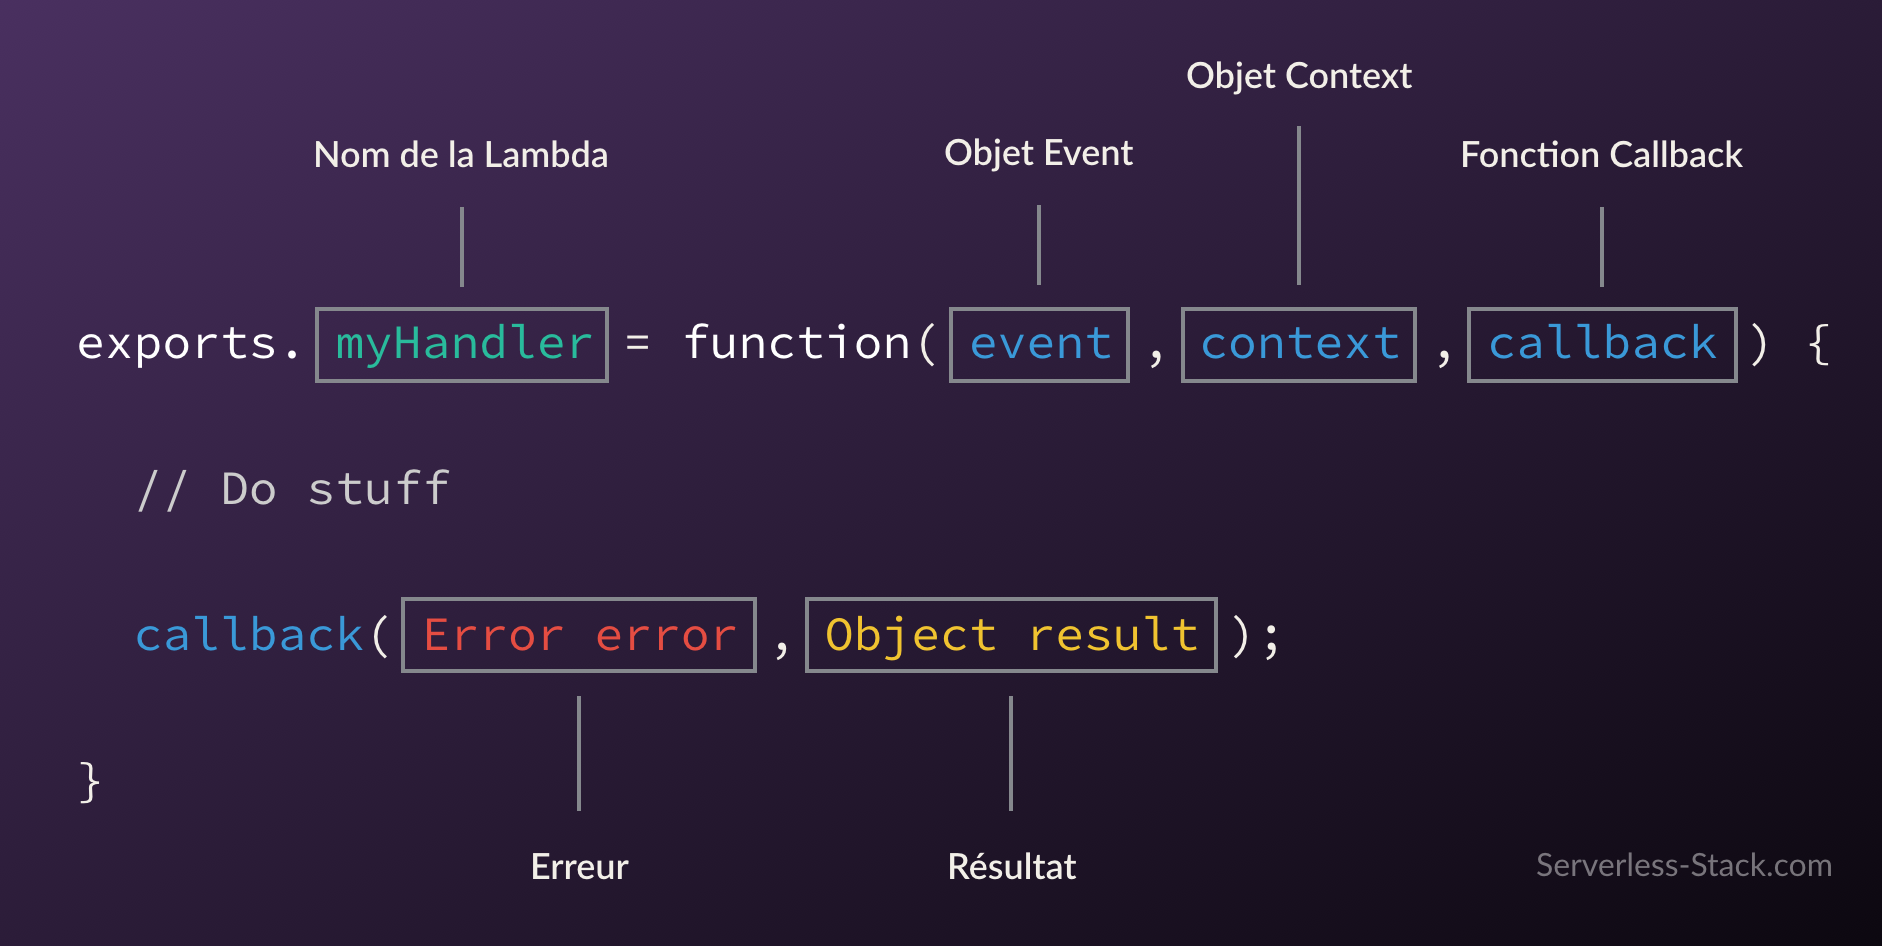 Objet Context
Nom de la Lambda
Objet Event
Fonction Callback
exports.myHandler = function(event, context, callback) {
// Do stuff
callback(Error error, Object result);
}
Erreur
Résultat
Serverless-Stack.com